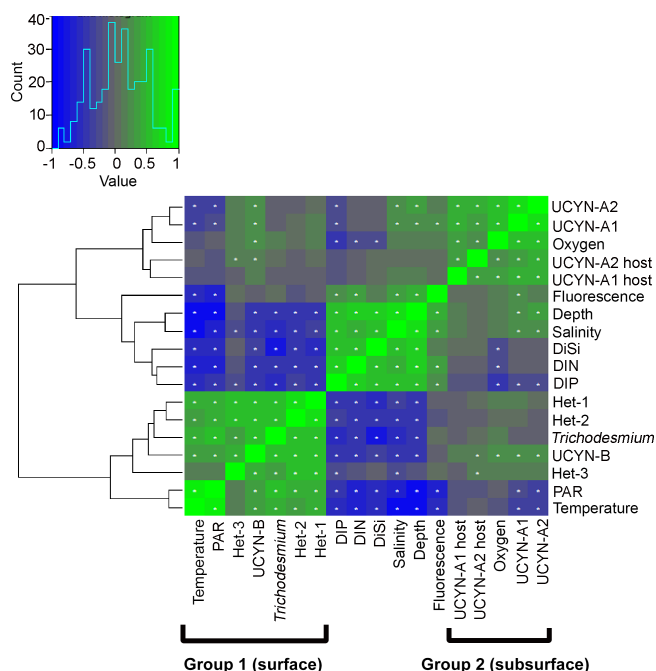 40
30
20
10
0
Count
-1
-0.5
0
0.5
1
Value
UCYN-A2
UCYN-A1
Oxygen
UCYN-A2 host
UCYN-A1 host
Fluorescence
Depth
Salinity
DiSi
DIN
DIP
Het-1
Het-2
Trichodesmium
UCYN-B
Het-3
PAR
Temperature
Temperature
PAR
Het-3
UCYN-B
Trichodesmium
Het-2
Het-1
DIP
DIN
DiSi
Salinity
Depth
Fluorescence
UCYN-A1 host
UCYN-A2 host
Oxygen
UCYN-A1
UCYN-A2
Group 1 (surface)
Group 2 (subsurface)